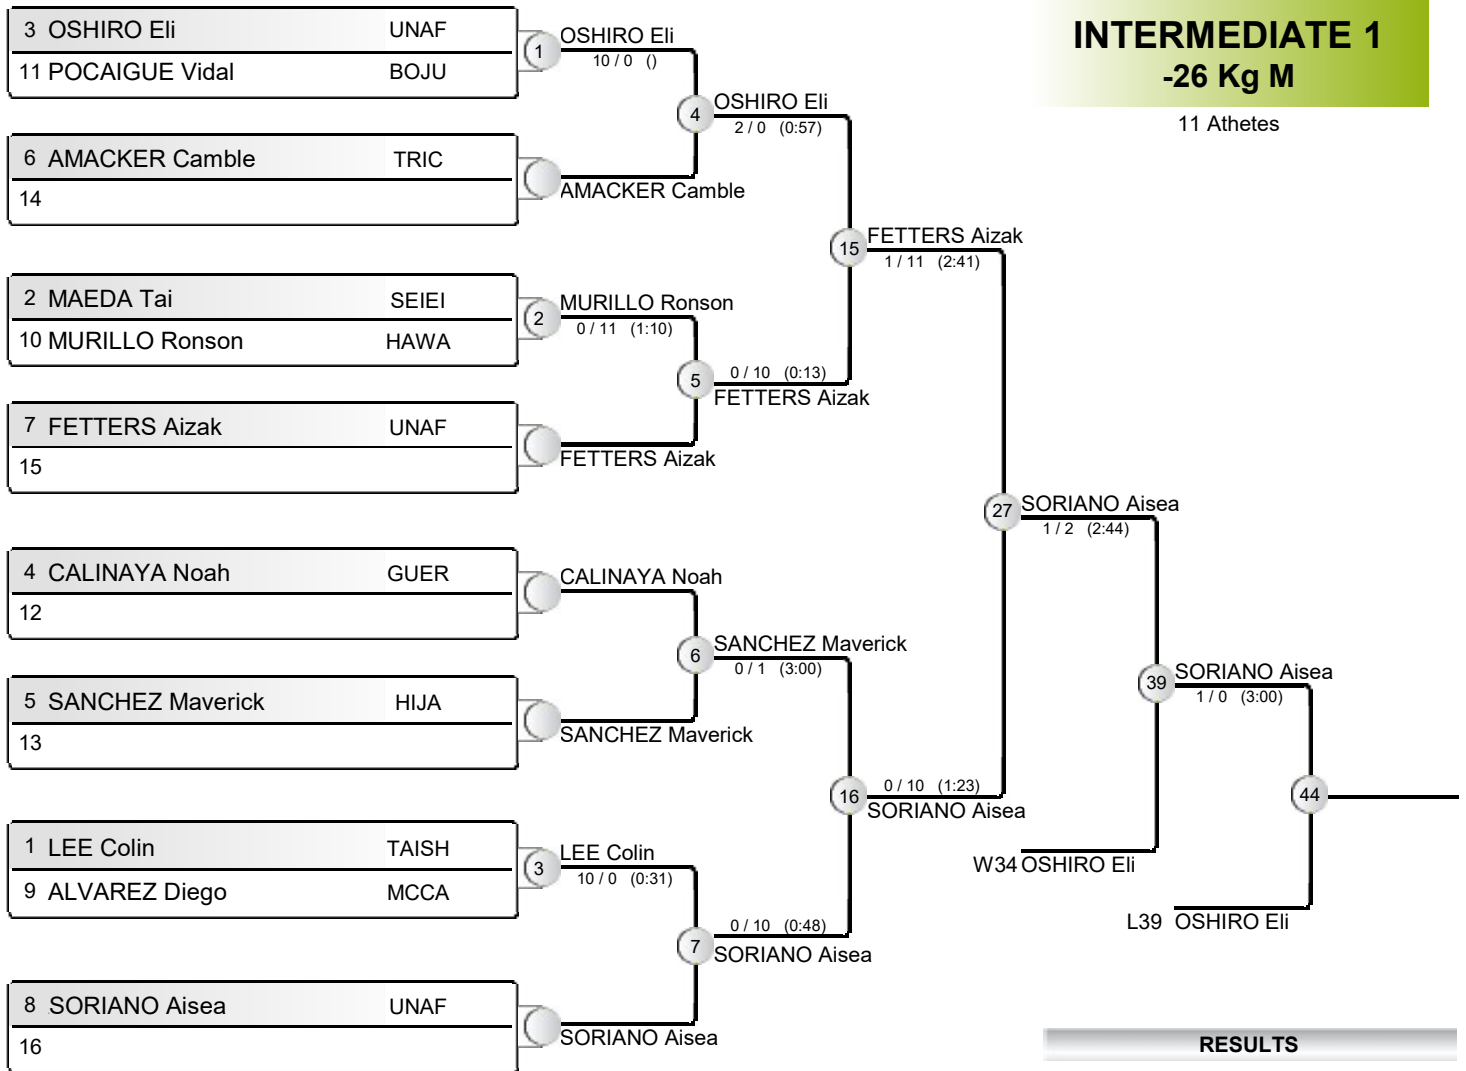 INTERMEDIATE 1
-26 Kg M
11 Athetes
3 OSHIRO Eli UNAF
11 POCAIGUE Vidal BOJU
1
OSHIRO Eli
10 / 0 ()
6 AMACKER Camble TRIC
14
AMACKER Camble
4
OSHIRO Eli
2 / 0 (0:57)
2 MAEDA Tai SEIEI
10 MURILLO Ronson HAWA
2
MURILLO Ronson
0 / 11 (1:10)
7 FETTERS Aizak UNAF
15
FETTERS Aizak
5
0 / 10 (0:13)
FETTERS Aizak
15
FETTERS Aizak
1 / 11 (2:41)
4 CALINAYA Noah GUER
12
CALINAYA Noah
5 SANCHEZ Maverick HIJA
13
SANCHEZ Maverick
6
SANCHEZ Maverick
0 / 1 (3:00)
1 LEE Colin TAISH
9 ALVAREZ Diego MCCA
3
LEE Colin
10 / 0 (0:31)
8 SORIANO Aisea UNAF
16
SORIANO Aisea
7
0 / 10 (0:48)
SORIANO Aisea
16
0 / 10 (1:23)
SORIANO Aisea
27
SORIANO Aisea
1 / 2 (2:44)
W34 OSHIRO Eli
39
SORIANO Aisea
1 / 0 (3:00)
L39 OSHIRO Eli
44
RESULTS